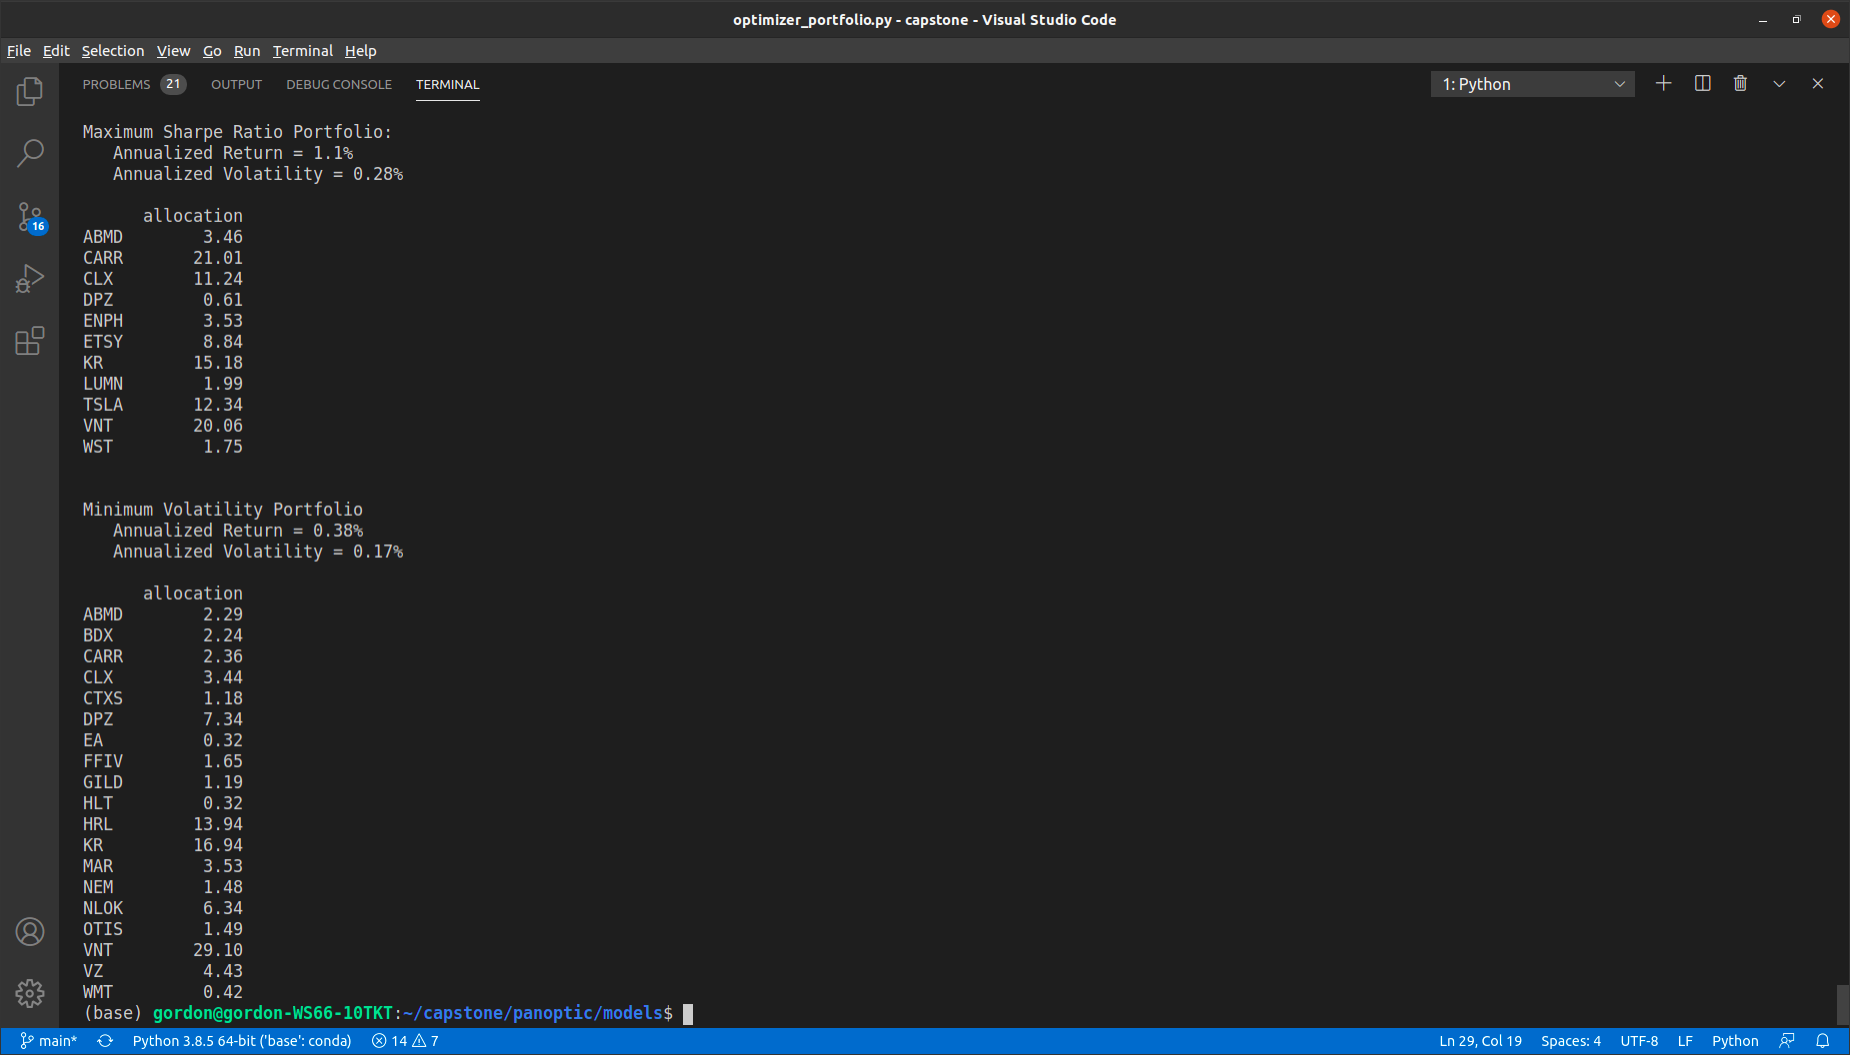 optimizer_portfolio.py - capstone - Visual Studio Code
File Edit Selection View Go Run Terminal Help
PROBLEMS 21 OUTPUT DEBUG CONSOLE TERMINAL 1: Python
Maximum Sharpe Ratio Portfolio:
Annualized Return = 1.1%
Annualized Volatility = 0.28%
allocation
ABMD 3.46
CARR 21.01
CLX 11.24
DPZ 0.61
ENPH 3.53
ETSY 8.84
KR 15.18
LUMN 1.99
TSLA 12.34
VNT 20.06
WST 1.75
Minimum Volatility Portfolio
Annualized Return = 0.38%
Annualized Volatility = 0.17%
allocation
ABMD 2.29
BDX 2.24
CARR 2.36
CLX 3.44
CTXS 1.18
DPZ 7.34
EA 0.32
FFIV 1.65
GILD 1.19
HLT 0.32
HRL 13.94
KR 16.94
MAR 3.53
NEM 1.48
NLOK 6.34
OTIS 1.49
VNT 29.10
VZ 4.43
WMT 0.42
(base) gordon@gordon-WS66-10TKT:~/capstone/panoptic/models$
16
main* Python 3.8.5 64-bit ('base': conda) 14 7 Ln 29, Col 19 Spaces: 4 UTF-8 LF Python